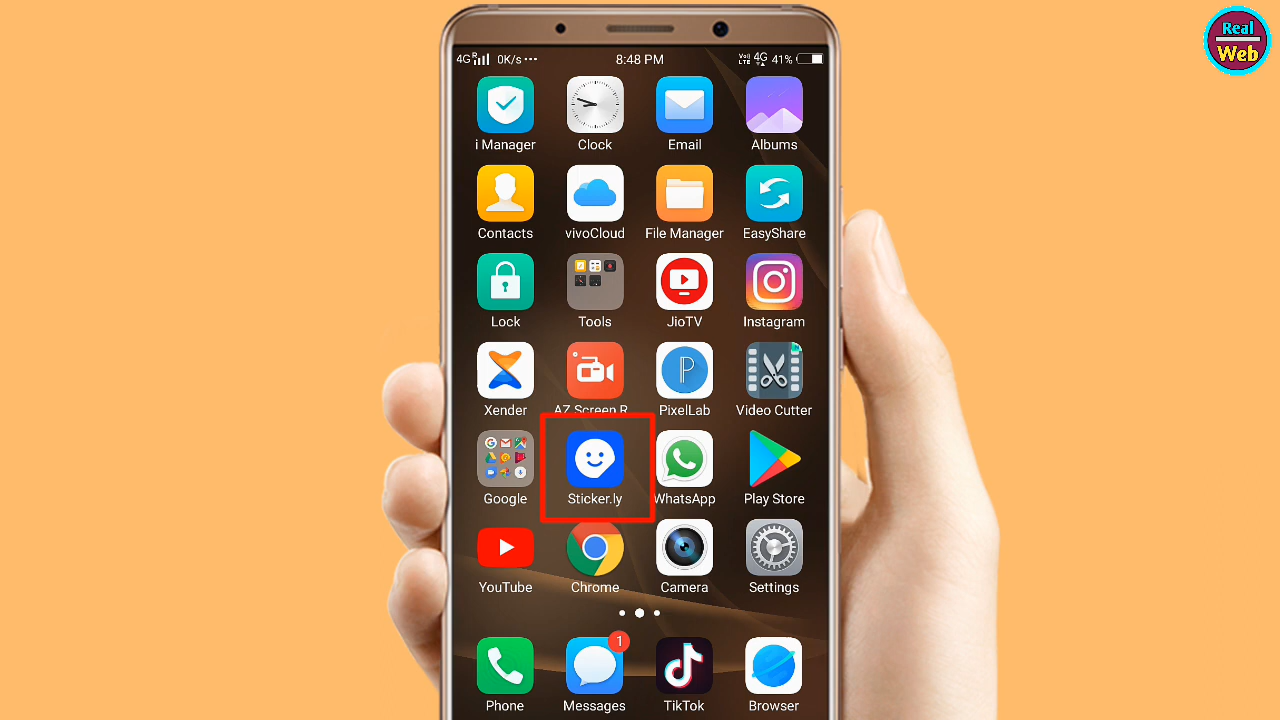 Real
Web
4G R 0K/s ••• 8:48 PM VoLTE 4G 41%
i Manager Clock Email Albums
Contacts vivoCloud File Manager EasyShare
Lock Tools JioTV Instagram
Xender AZ Screen R PixelLab Video Cutter
Google Sticker.ly WhatsApp Play Store
YouTube Chrome Camera Settings
1
Phone Messages TikTok Browser